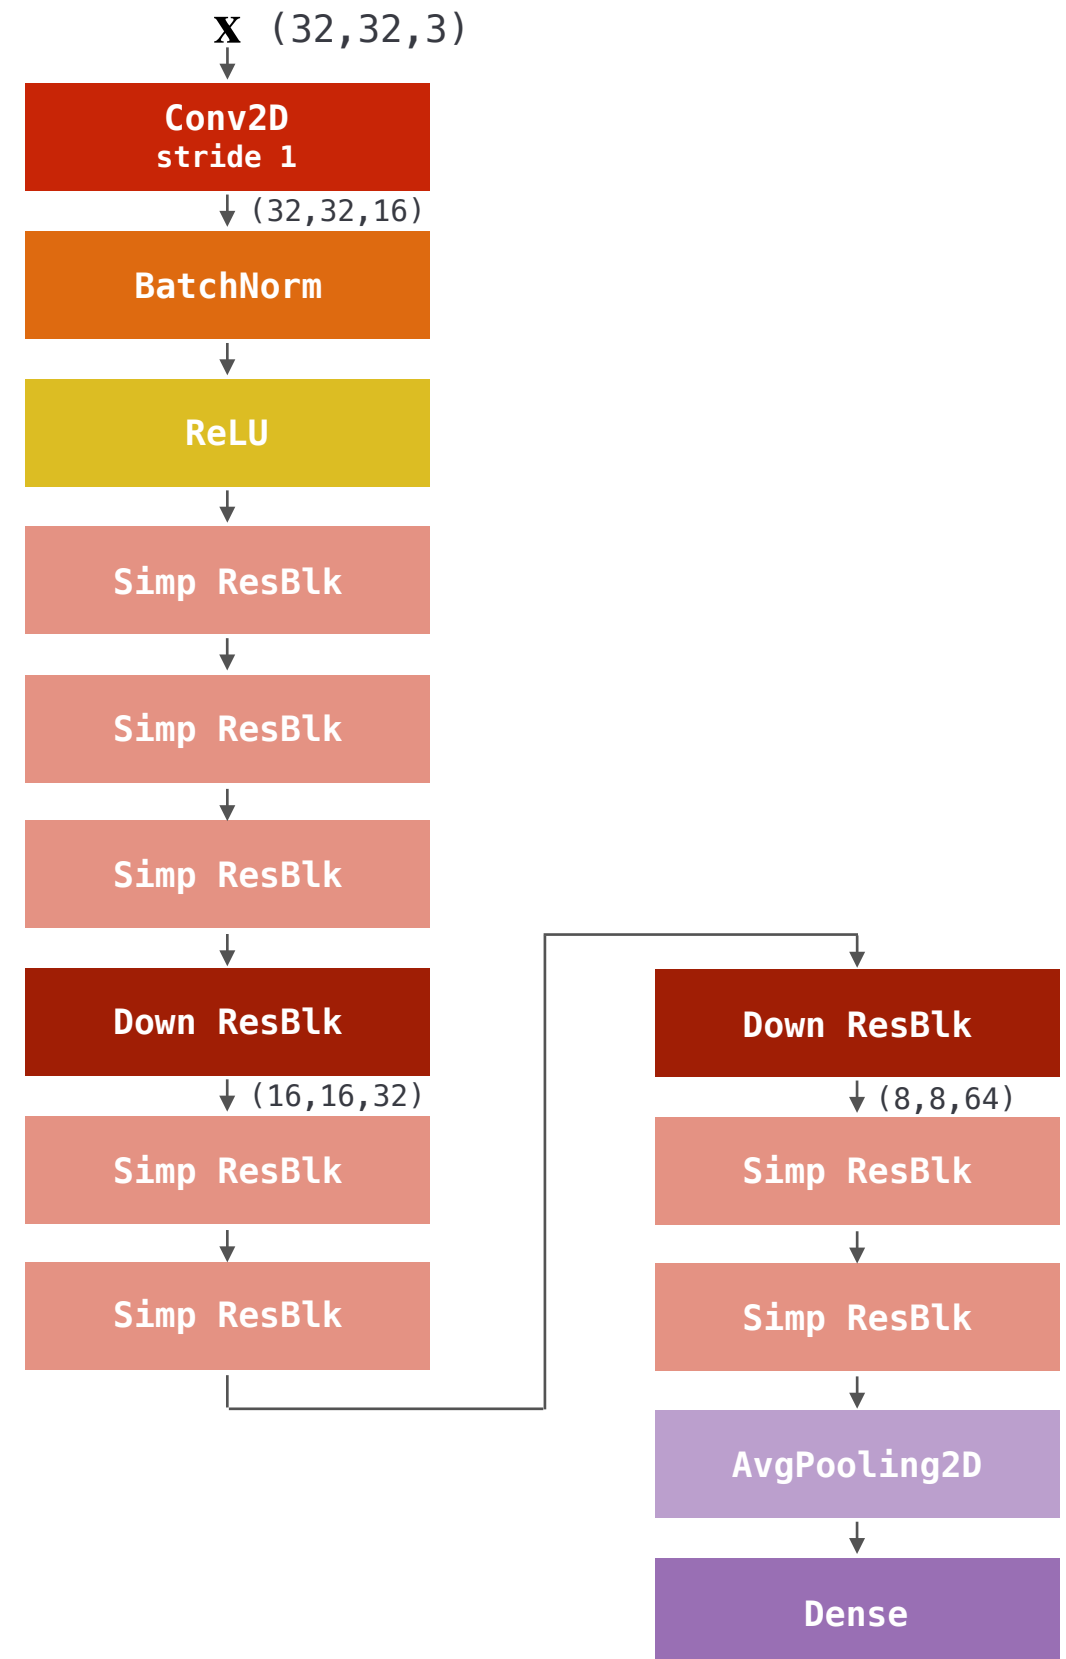 x (32,32,3)
Conv2D
stride 1
(32,32,16)
BatchNorm
ReLU
Simp ResBlk
Simp ResBlk
Simp ResBlk
Down ResBlk
(16,16,32)
Simp ResBlk
Simp ResBlk
Down ResBlk
(8,8,64)
Simp ResBlk
Simp ResBlk
AvgPooling2D
Dense